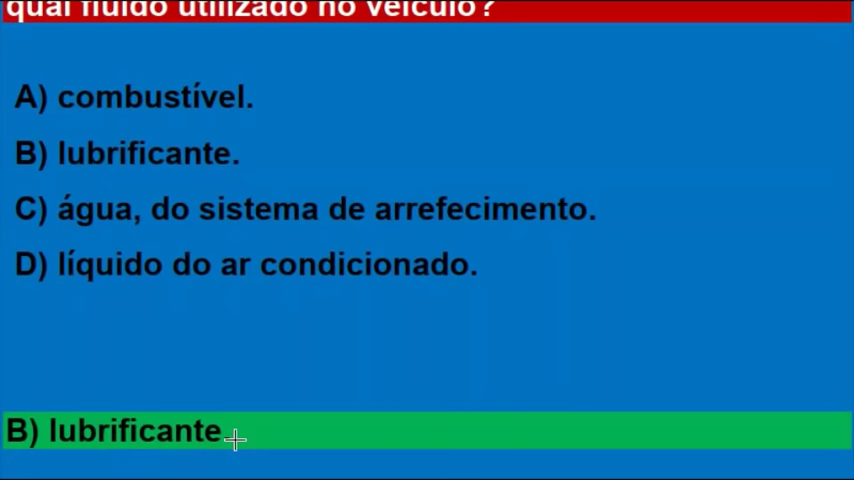 qual fluido utilizado no veículo?
A) combustível.
B) lubrificante.
C) água, do sistema de arrefecimento.
D) líquido do ar condicionado.
B) lubrificante.